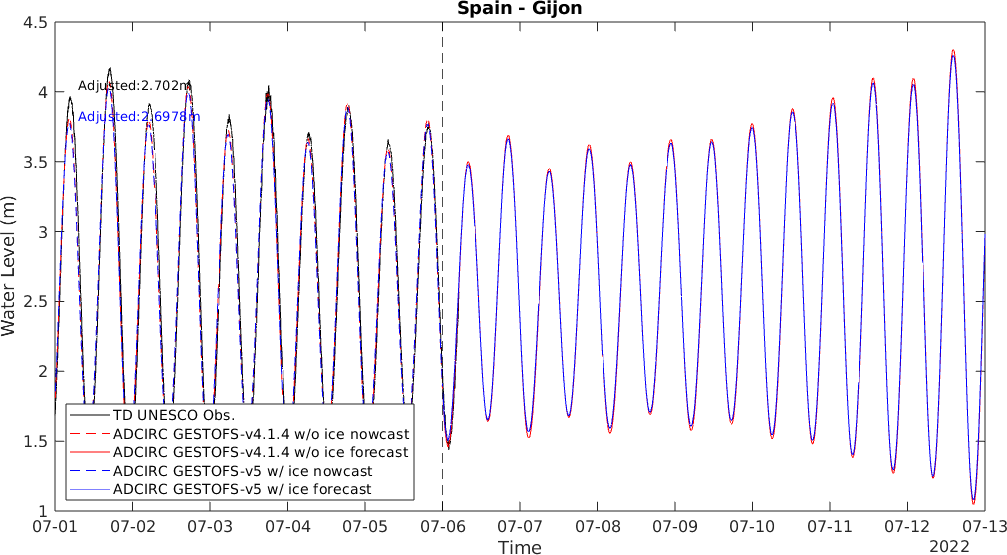 Spain - Gijon
4.5
4
3.5
3
2.5
2
1.5
1
Water Level (m)
Adjusted:2.702m
Adjusted:2.6978m
TD UNESCO Obs.
ADCIRC GESTOFS-v4.1.4 w/o ice nowcast
ADCIRC GESTOFS-v4.1.4 w/o ice forecast
ADCIRC GESTOFS-v5 w/ ice nowcast
ADCIRC GESTOFS-v5 w/ ice forecast
07-01 07-02 07-03 07-04 07-05 07-06 07-07 07-08 07-09 07-10 07-11 07-12 07-13
Time
2022